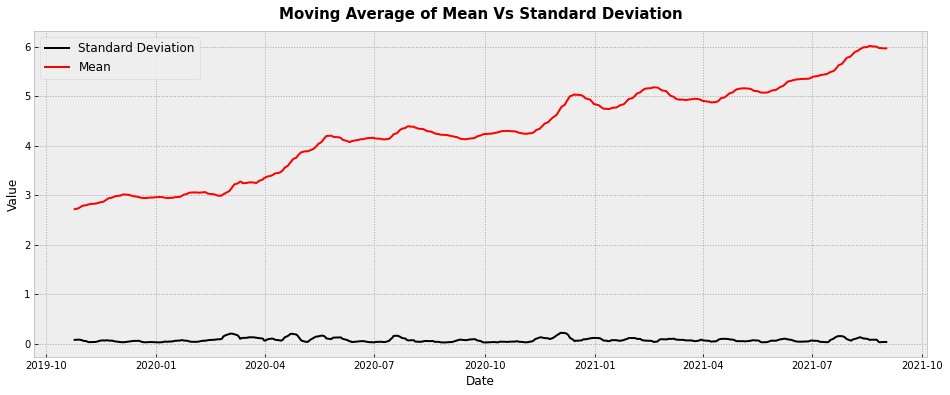 Moving Average of Mean Vs Standard Deviation
Standard Deviation
Mean
6
5
4
3
2
1
0
Value
2019-10 2020-01 2020-04 2020-07 2020-10 2021-01 2021-04 2021-07 2021-10
Date